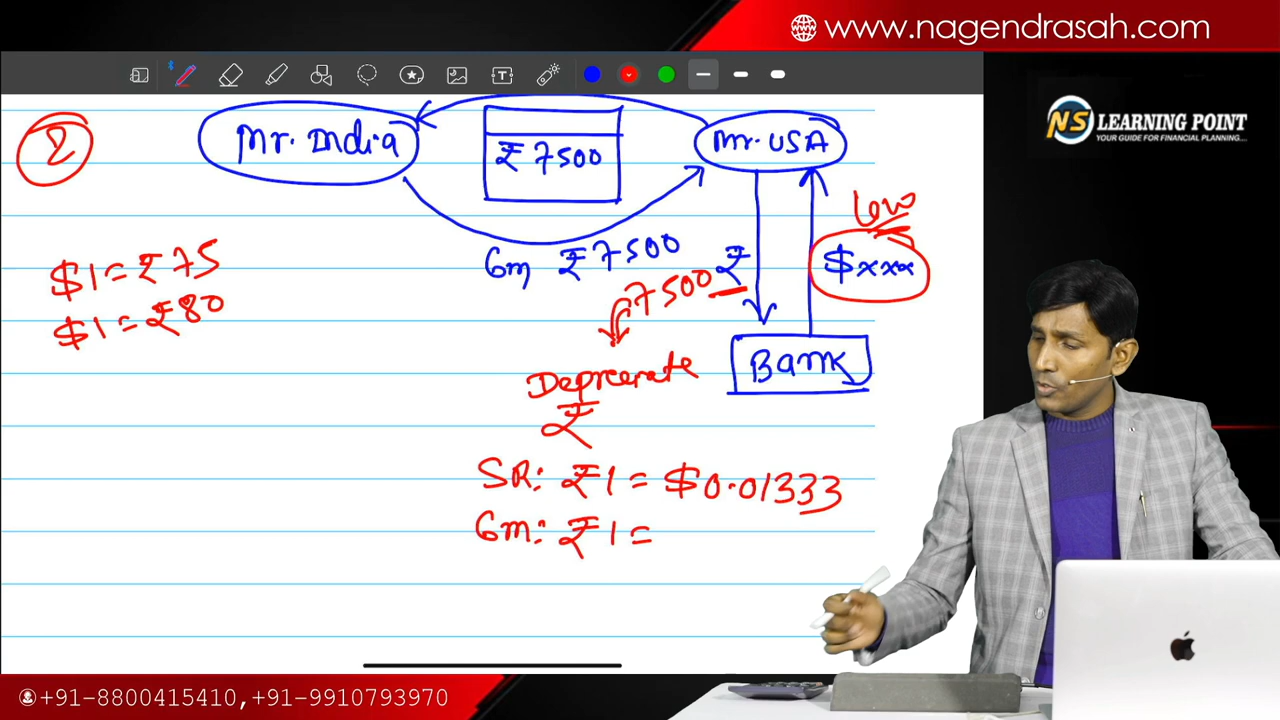 www.nagendrasah.com
NS LEARNING POINT
YOUR GUIDE FOR FINANCIAL PLANNING...
2
Mr. India
₹ 7500
Mr. USA
6m ₹7500
7500 ₹
low
$xxx
$1 = ₹75
$1 = ₹80
Bank
Depreciate
₹
SR: ₹1 = $0.01333
6m: ₹1 =
+91-8800415410,+91-9910793970